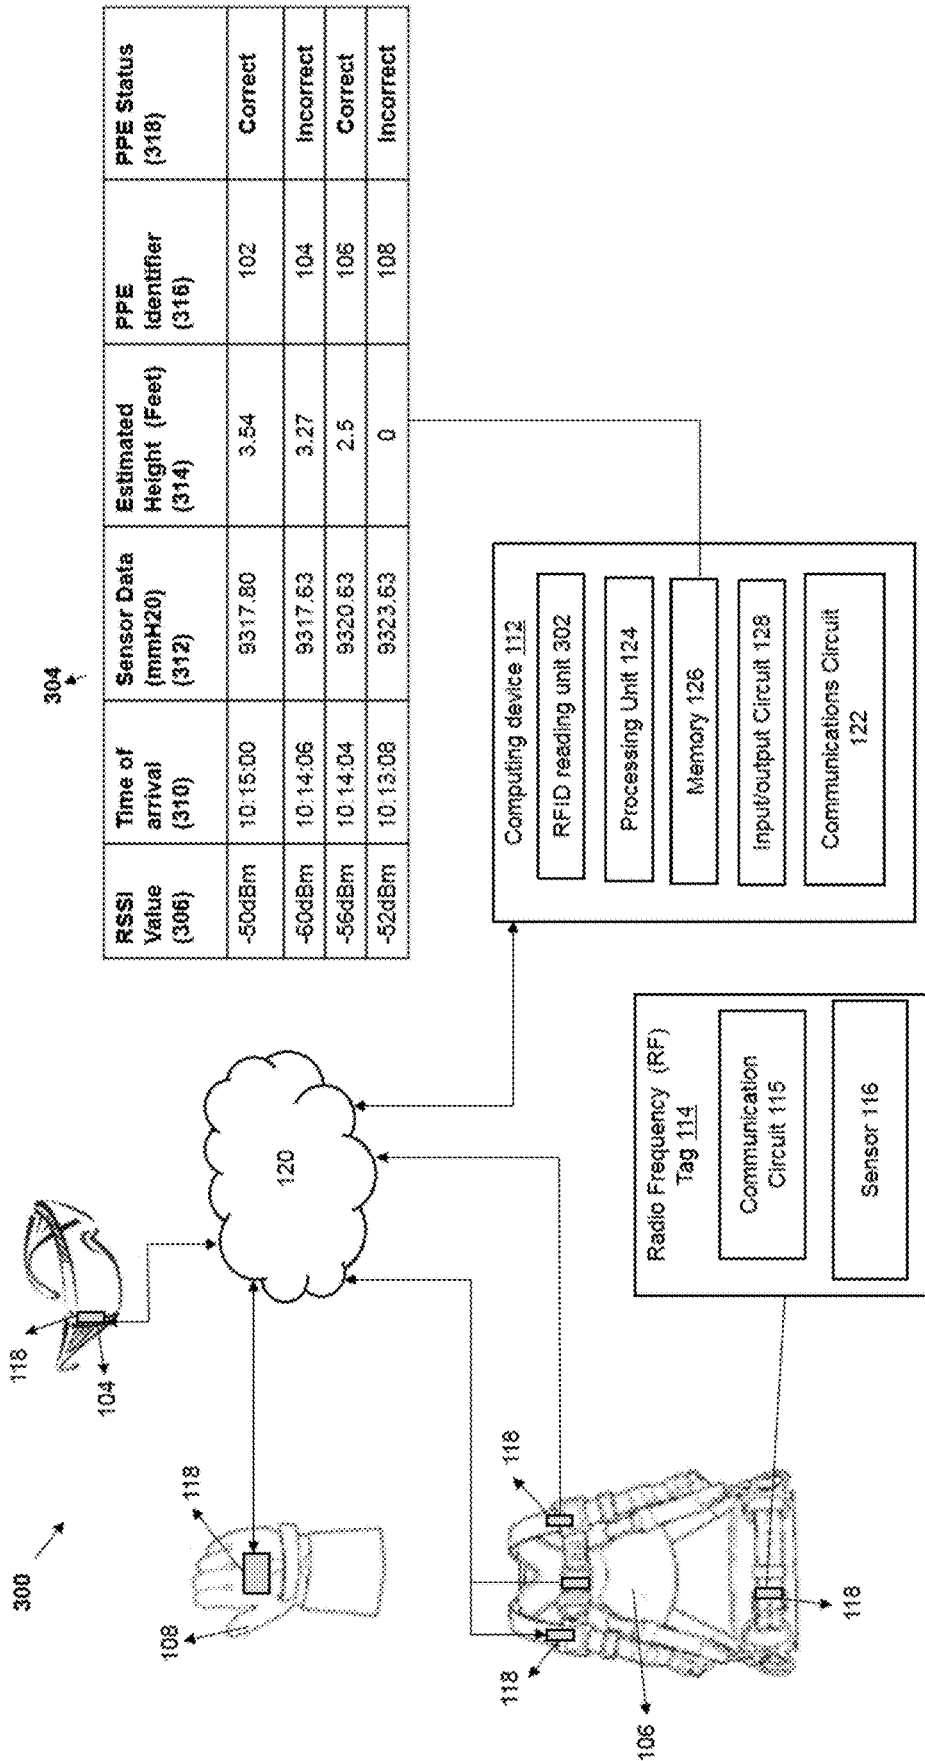 300
118
104
108
118
120
118
118
106
118
304
RSSI Value (306)
Time of arrival (310)
Sensor Data (mmH20) (312)
Estimated Height (Feet) (314)
PPE Identifier (316)
PPE Status (318)
-50dBm
10:15:00
9317.80
3.54
102
Correct
-60dBm
10:14:06
9317.63
3.27
104
Incorrect
-56dBm
10:14:04
9320.63
2.5
106
Correct
-52dBm
10:13:08
9323.63
0
108
Incorrect
Radio Frequency (RF)
Tag 114
Communication
Circuit 115
Sensor 116
Computing device 112
RFID reading unit 302
Processing Unit 124
Memory 126
Input/output Circuit 128
Communications Circuit
122